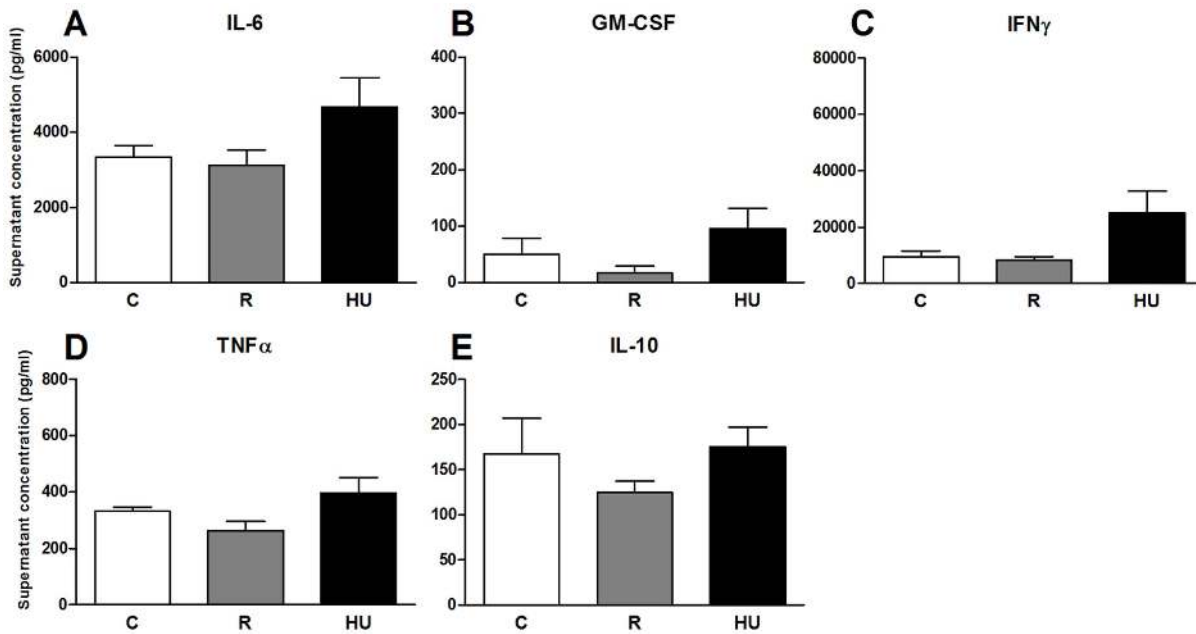 A
IL-6
Supernatant concentration (pg/ml)
6000
4000
2000
0
C R HU
B
GM-CSF
400
300
200
100
0
C R HU
C
IFNγ
80000
60000
40000
20000
0
C R HU
D
TNFα
Supernatant concentration (pg/ml)
800
600
400
200
0
C R HU
E
IL-10
250
200
150
100
50
0
C R HU